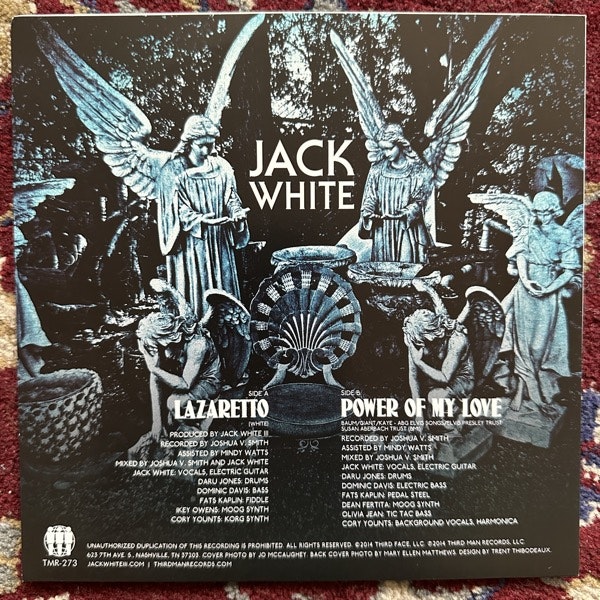 JACK
WHITE
SIDE A
LAZARETTO
(WHITE)
PRODUCED BY JACK WHITE III
RECORDED BY JOSHUA V. SMITH
ASSISTED BY MINDY WATTS
MIXED BY JOSHUA V. SMITH AND JACK WHITE
JACK WHITE: VOCALS, ELECTRIC GUITAR
DARU JONES: DRUMS
DOMINIC DAVIS: BASS
FATS KAPLIN: FIDDLE
IKEY OWENS: MOOG SYNTH
CORY YOUNTS: KORG SYNTH
SIDE B
POWER OF MY LOVE
BAUM/GIANT/KAYE - ABG ELVIS SONGS/ELVIS PRESLEY TRUST
SUSAN ABERBACH TRUST (BMI)
RECORDED BY JOSHUA V. SMITH
ASSISTED BY MINDY WATTS
MIXED BY JOSHUA V. SMITH
JACK WHITE: VOCALS, ELECTRIC GUITAR
DARU JONES: DRUMS
DOMINIC DAVIS: ELECTRIC BASS
FATS KAPLIN: PEDAL STEEL
DEAN FERTITA: MOOG SYNTH
OLIVIA JEAN: TIC TAC BASS
CORY YOUNTS: BACKGROUND VOCALS, HARMONICA
TMR-273
UNAUTHORIZED DUPLICATION OF THIS RECORDING IS PROHIBITED. ALL RIGHTS RESERVED. ©2014 THIRD FACE, LLC. ℗2014 THIRD MAN RECORDS, LLC.
623 7TH AVE S. NASHVILLE, TN 37203. COVER PHOTO BY JO MCCAUGHEY. BACK COVER PHOTO BY MARY ELLEN MATTHEWS. DESIGN BY TRENT THIBODEAUX.
JACKWHITEIII.COM | THIRDMANRECORDS.COM